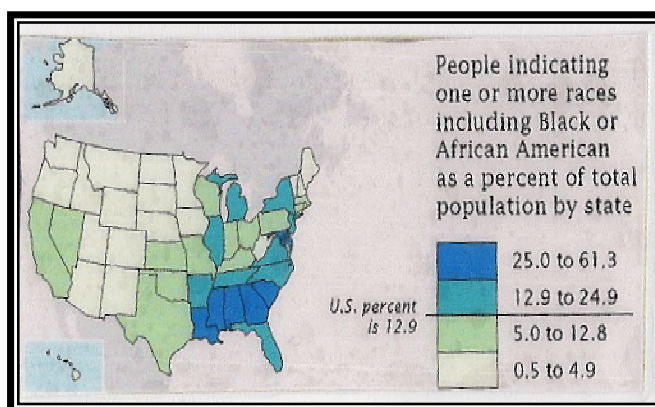 People indicating
one or more races
including Black or
African American
as a percent of total
population by state
25.0 to 61.3
12.9 to 24.9
U.S. percent
is 12.9
5.0 to 12.8
0.5 to 4.9